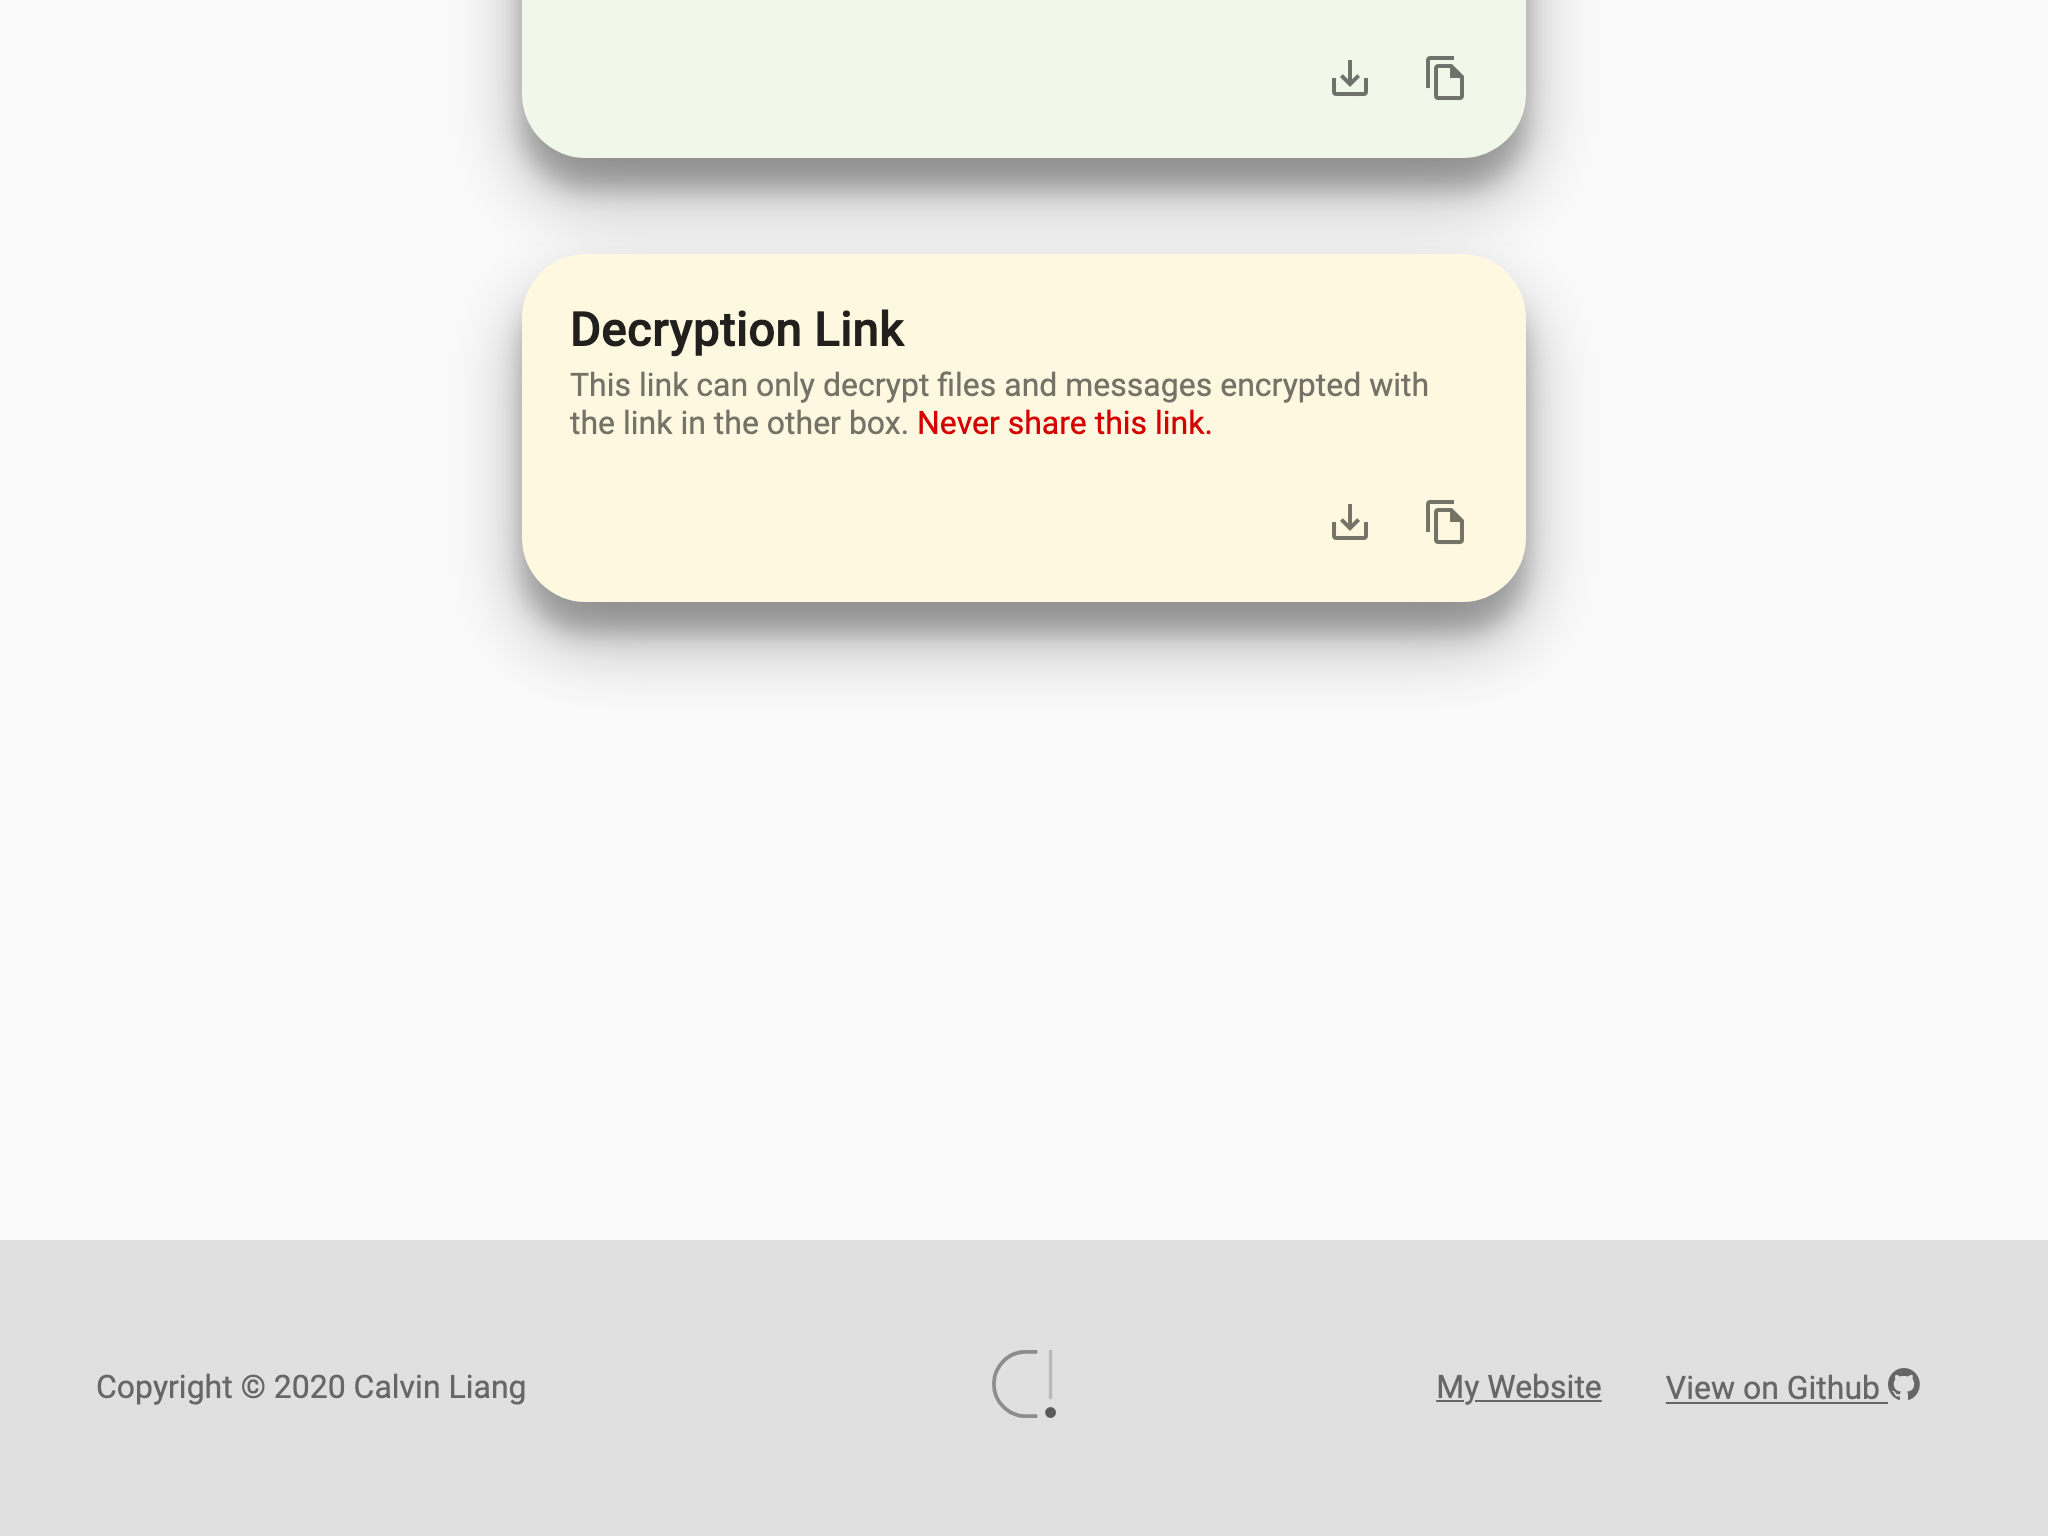 Decryption Link
This link can only decrypt files and messages encrypted with
the link in the other box. Never share this link.
Copyright © 2020 Calvin Liang
My Website
View on Github